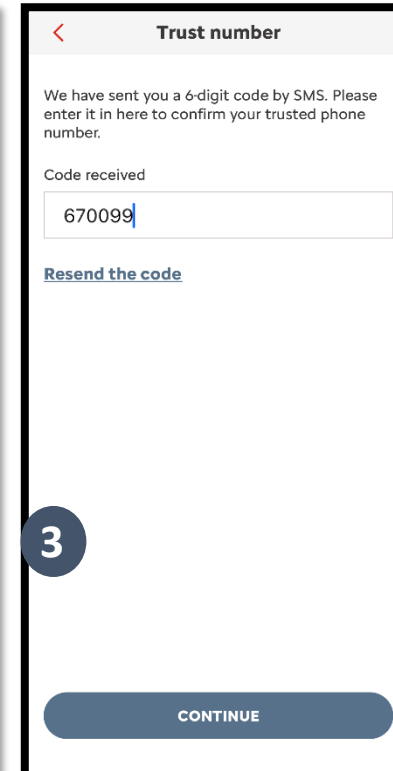 Trust number
We have sent you a 6-digit code by SMS. Please
enter it in here to confirm your trusted phone
number.
Code received
670099
Resend the code
3
CONTINUE